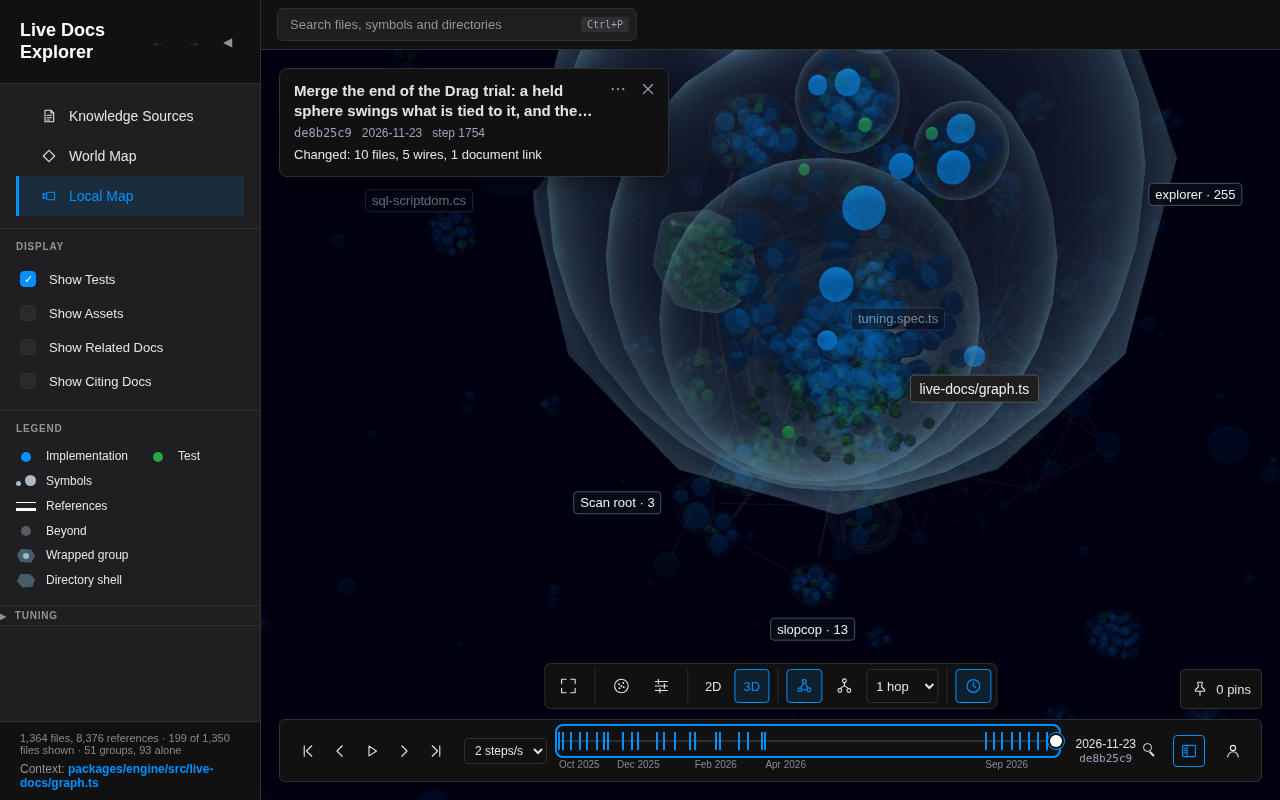 Live Docs
Explorer
Search files, symbols and directories
Ctrl+P
Knowledge Sources
World Map
Local Map
DISPLAY
Show Tests
Show Assets
Show Related Docs
Show Citing Docs
LEGEND
Implementation
Test
Symbols
References
Beyond
Wrapped group
Directory shell
TUNING
1,364 files, 8,376 references · 199 of 1,350
files shown · 51 groups, 93 alone
Context: packages/engine/src/live-
docs/graph.ts
Merge the end of the Drag trial: a held
sphere swings what is tied to it, and the…
de8b25c9 2026-11-23 step 1754
Changed: 10 files, 5 wires, 1 document link
sql-scriptdom.cs
explorer · 255
tuning.spec.ts
live-docs/graph.ts
Scan root · 3
slopcop · 13
2D
3D
1 hop
0 pins
2 steps/s
Oct 2025
Dec 2025
Feb 2026
Apr 2026
Sep 2026
2026-11-23
de8b25c9